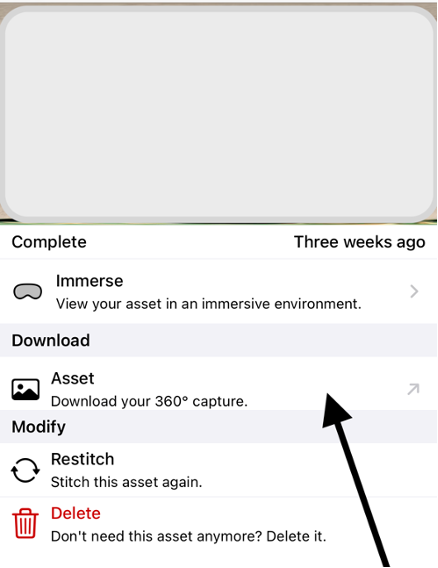 Complete Three weeks ago
Immerse
View your asset in an immersive environment.
Download
Asset
Download your 360° capture.
Modify
Restitch
Stitch this asset again.
Delete
Don't need this asset anymore? Delete it.